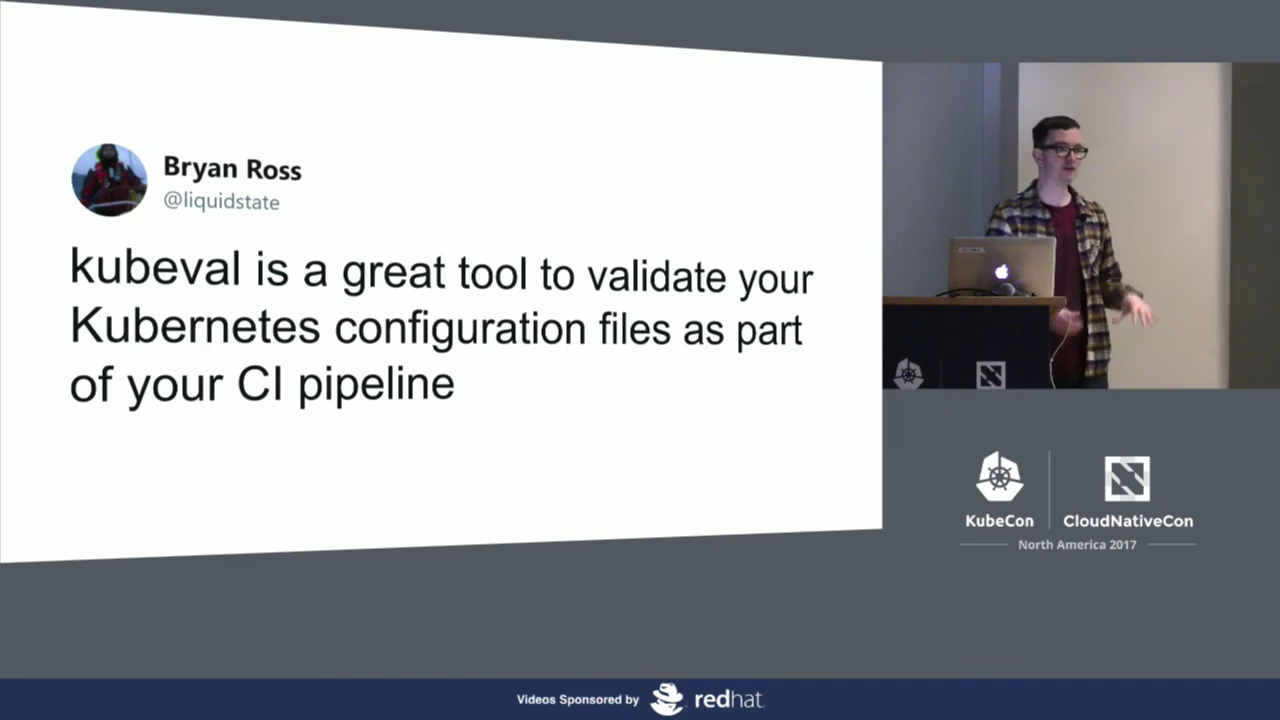 Bryan Ross
@liquidstate
kubeval is a great tool to validate your
Kubernetes configuration files as part
of your CI pipeline
KubeCon
CloudNativeCon
North America 2017
Videos Sponsored by
redhat.